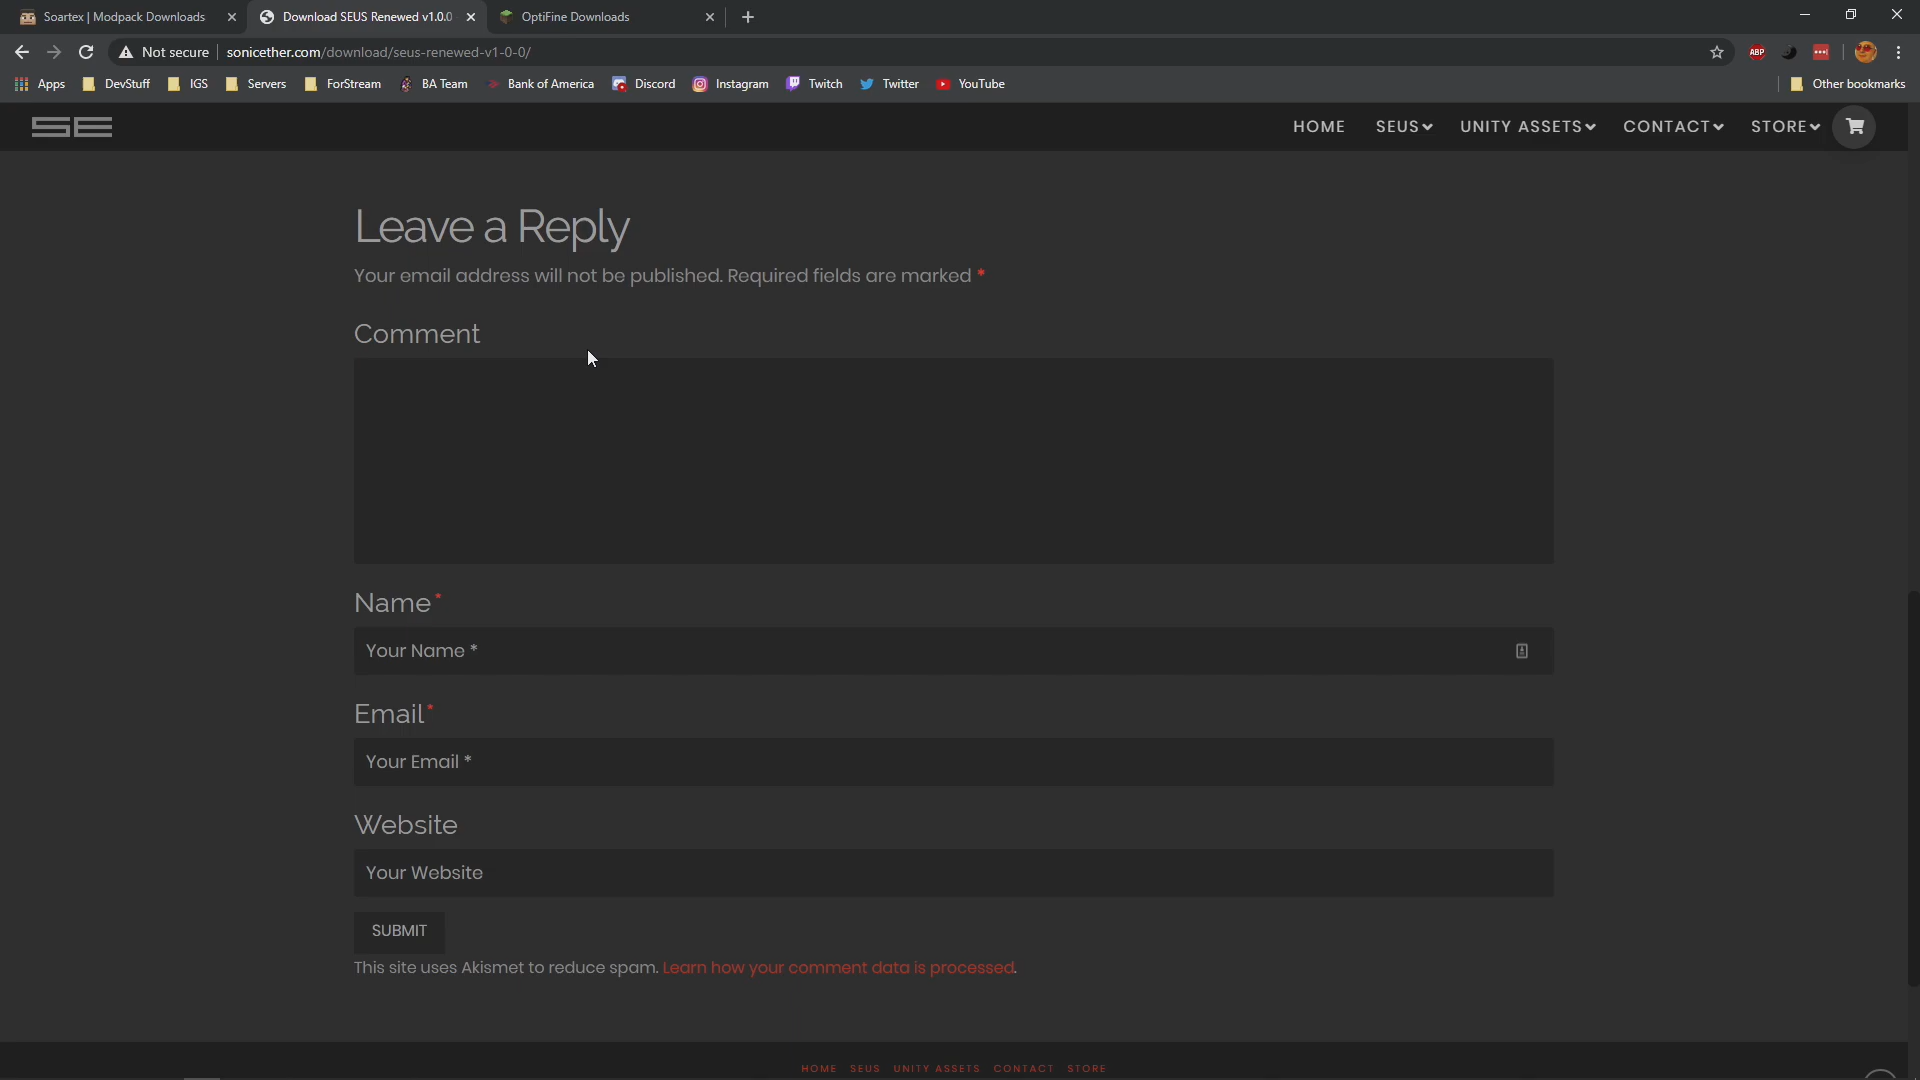 Soartex | Modpack Downloads
Download SEUS Renewed v1.0.0
OptiFine Downloads
Not secure
sonicether.com/download/seus-renewed-v1-0-0/
ABP
Apps
DevStuff
IGS
Servers
ForStream
BA Team
Bank of America
Discord
Instagram
Twitch
Twitter
YouTube
Other bookmarks
SE
HOME
SEUS
UNITY ASSETS
CONTACT
STORE
Leave a Reply
Your email address will not be published. Required fields are marked *
Comment
Name*
Your Name *
Email*
Your Email *
Website
Your Website
SUBMIT
This site uses Akismet to reduce spam. Learn how your comment data is processed.
HOME SEUS UNITY ASSETS CONTACT STORE